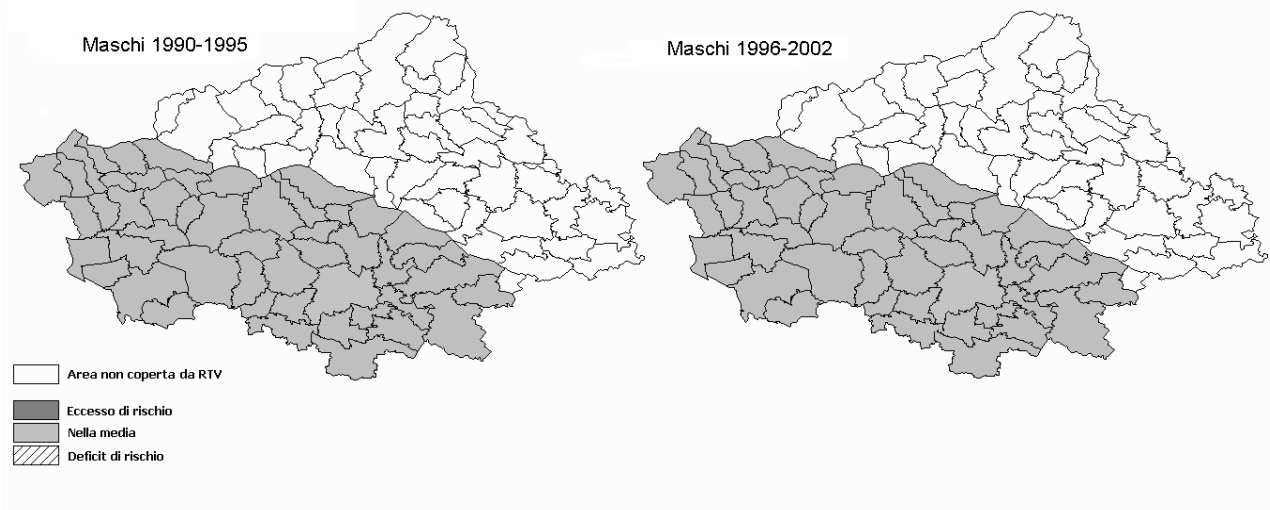 Maschi 1990-1995
Maschi 1996-2002
Area non coperta da RTV
Eccesso di rischio
Nella media
Deficit di rischio